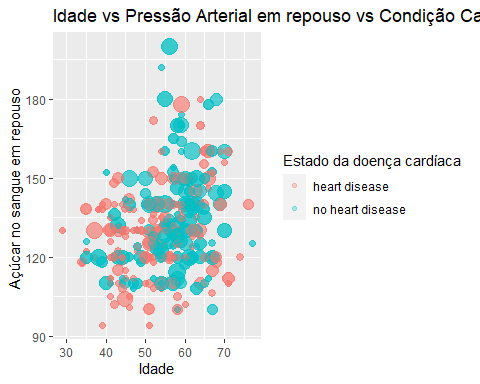 Idade vs Pressão Arterial em repouso vs Condição Ca
Açúcar no sangue em repouso
180
150
120
90
30 40 50 60 70
Idade
Estado da doença cardíaca
heart disease
no heart disease